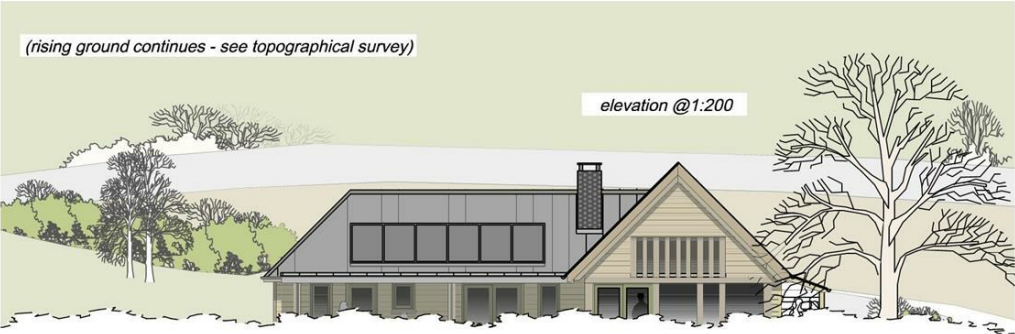 (rising ground continues - see topographical survey)
elevation @1:200